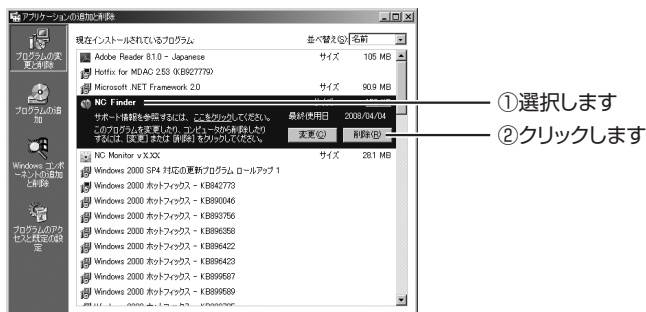 アプリケーションの追加と削除
現在インストールされているプログラム:
並べ替え(S): 名前
プログラムの変更と削除
プログラムの追加
Windows コンポーネントの追加と削除
プログラムのアクセスと既定の設定
Adobe Reader 8.1.0 - Japanese サイズ 105 MB
Hotfix for MDAC 2.53 (KB927779)
Microsoft .NET Framework 2.0 サイズ 90.9 MB
NC Finder
サポート情報を参照するには、ここをクリックしてください。 最終使用日 2008/04/04
このプログラムを変更したり、コンピュータから削除したりするには、[変更] または [削除] をクリックしてください。
変更(C) 削除(R)
NC Monitor v X.XX サイズ 28.1 MB
Windows 2000 SP4 対応の更新プログラム ロールアップ 1
Windows 2000 ホットフィックス - KB842773
Windows 2000 ホットフィックス - KB890046
Windows 2000 ホットフィックス - KB893756
Windows 2000 ホットフィックス - KB896358
Windows 2000 ホットフィックス - KB896422
Windows 2000 ホットフィックス - KB896423
Windows 2000 ホットフィックス - KB899587
Windows 2000 ホットフィックス - KB899589
①選択します
②クリックします